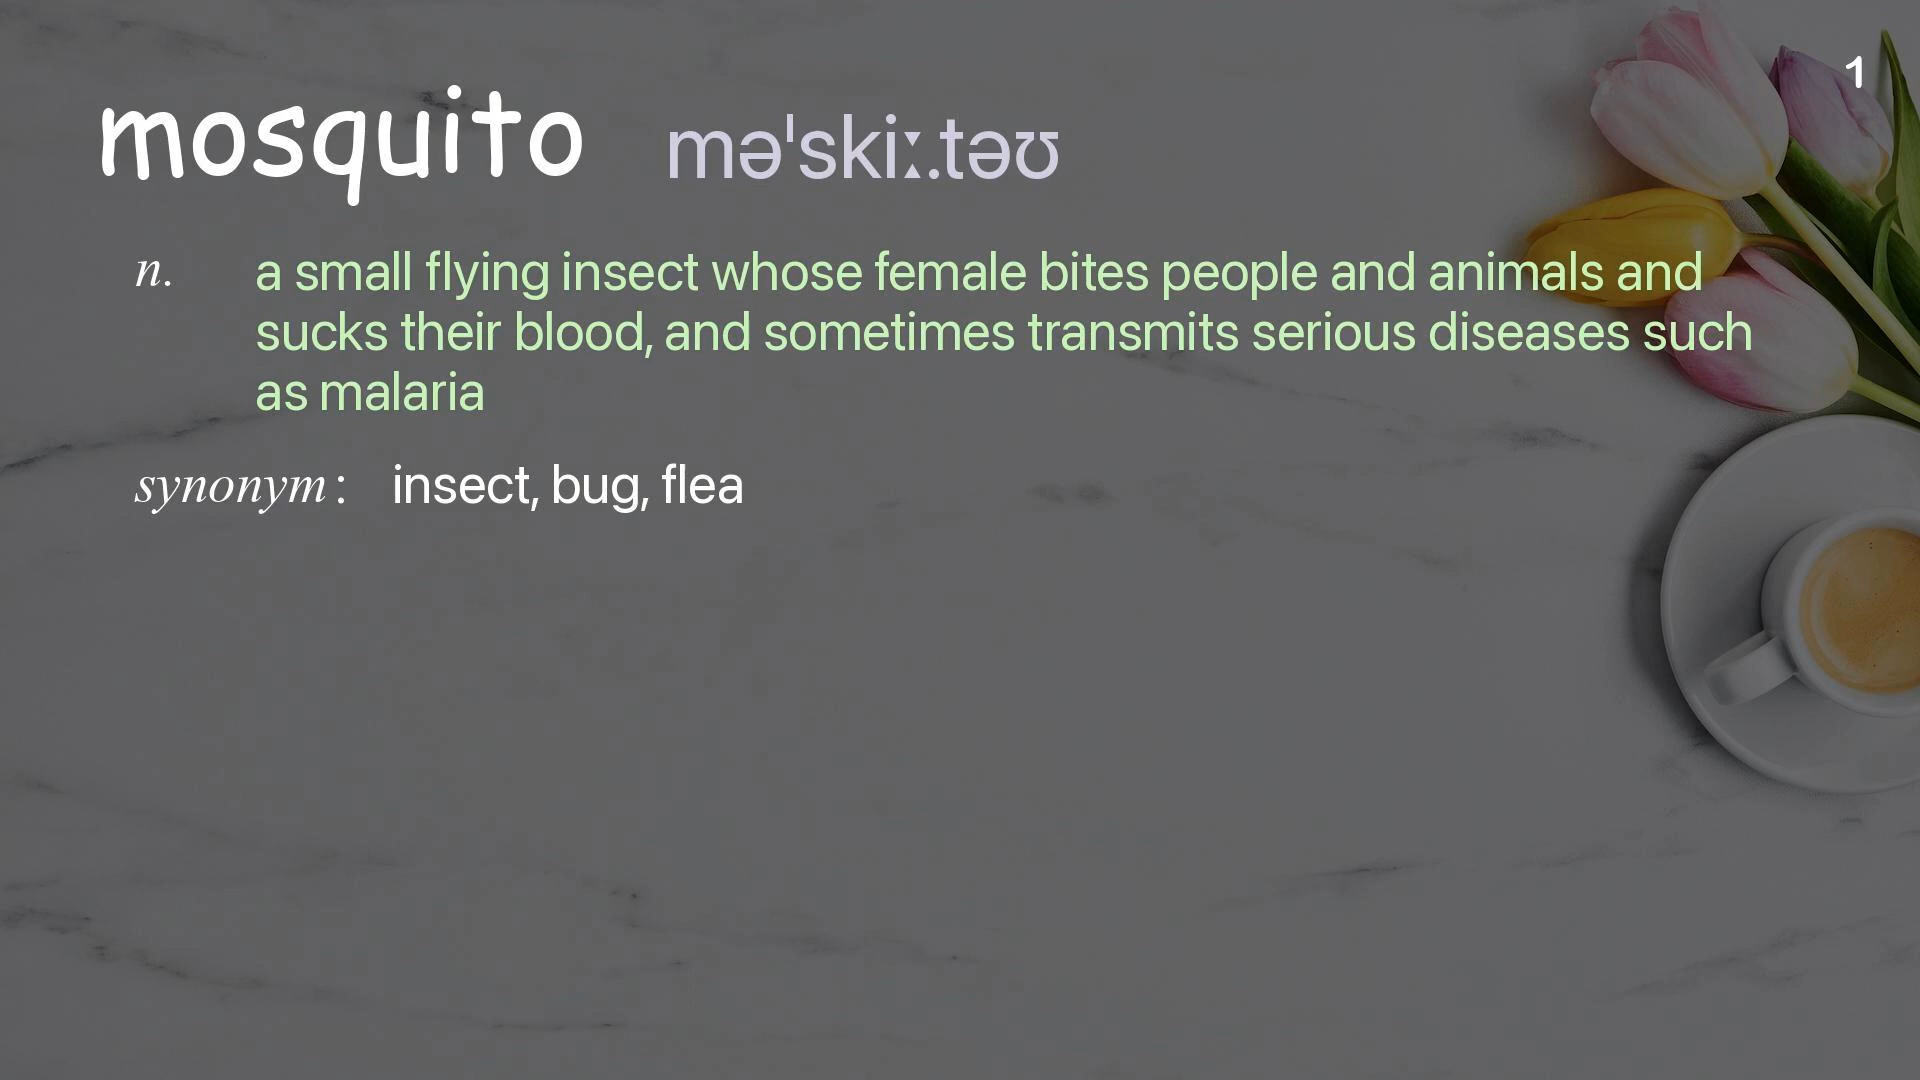 1
mosquito məˈskiː.təʊ
n. a small flying insect whose female bites people and animals and
sucks their blood, and sometimes transmits serious diseases such
as malaria
synonym: insect, bug, flea